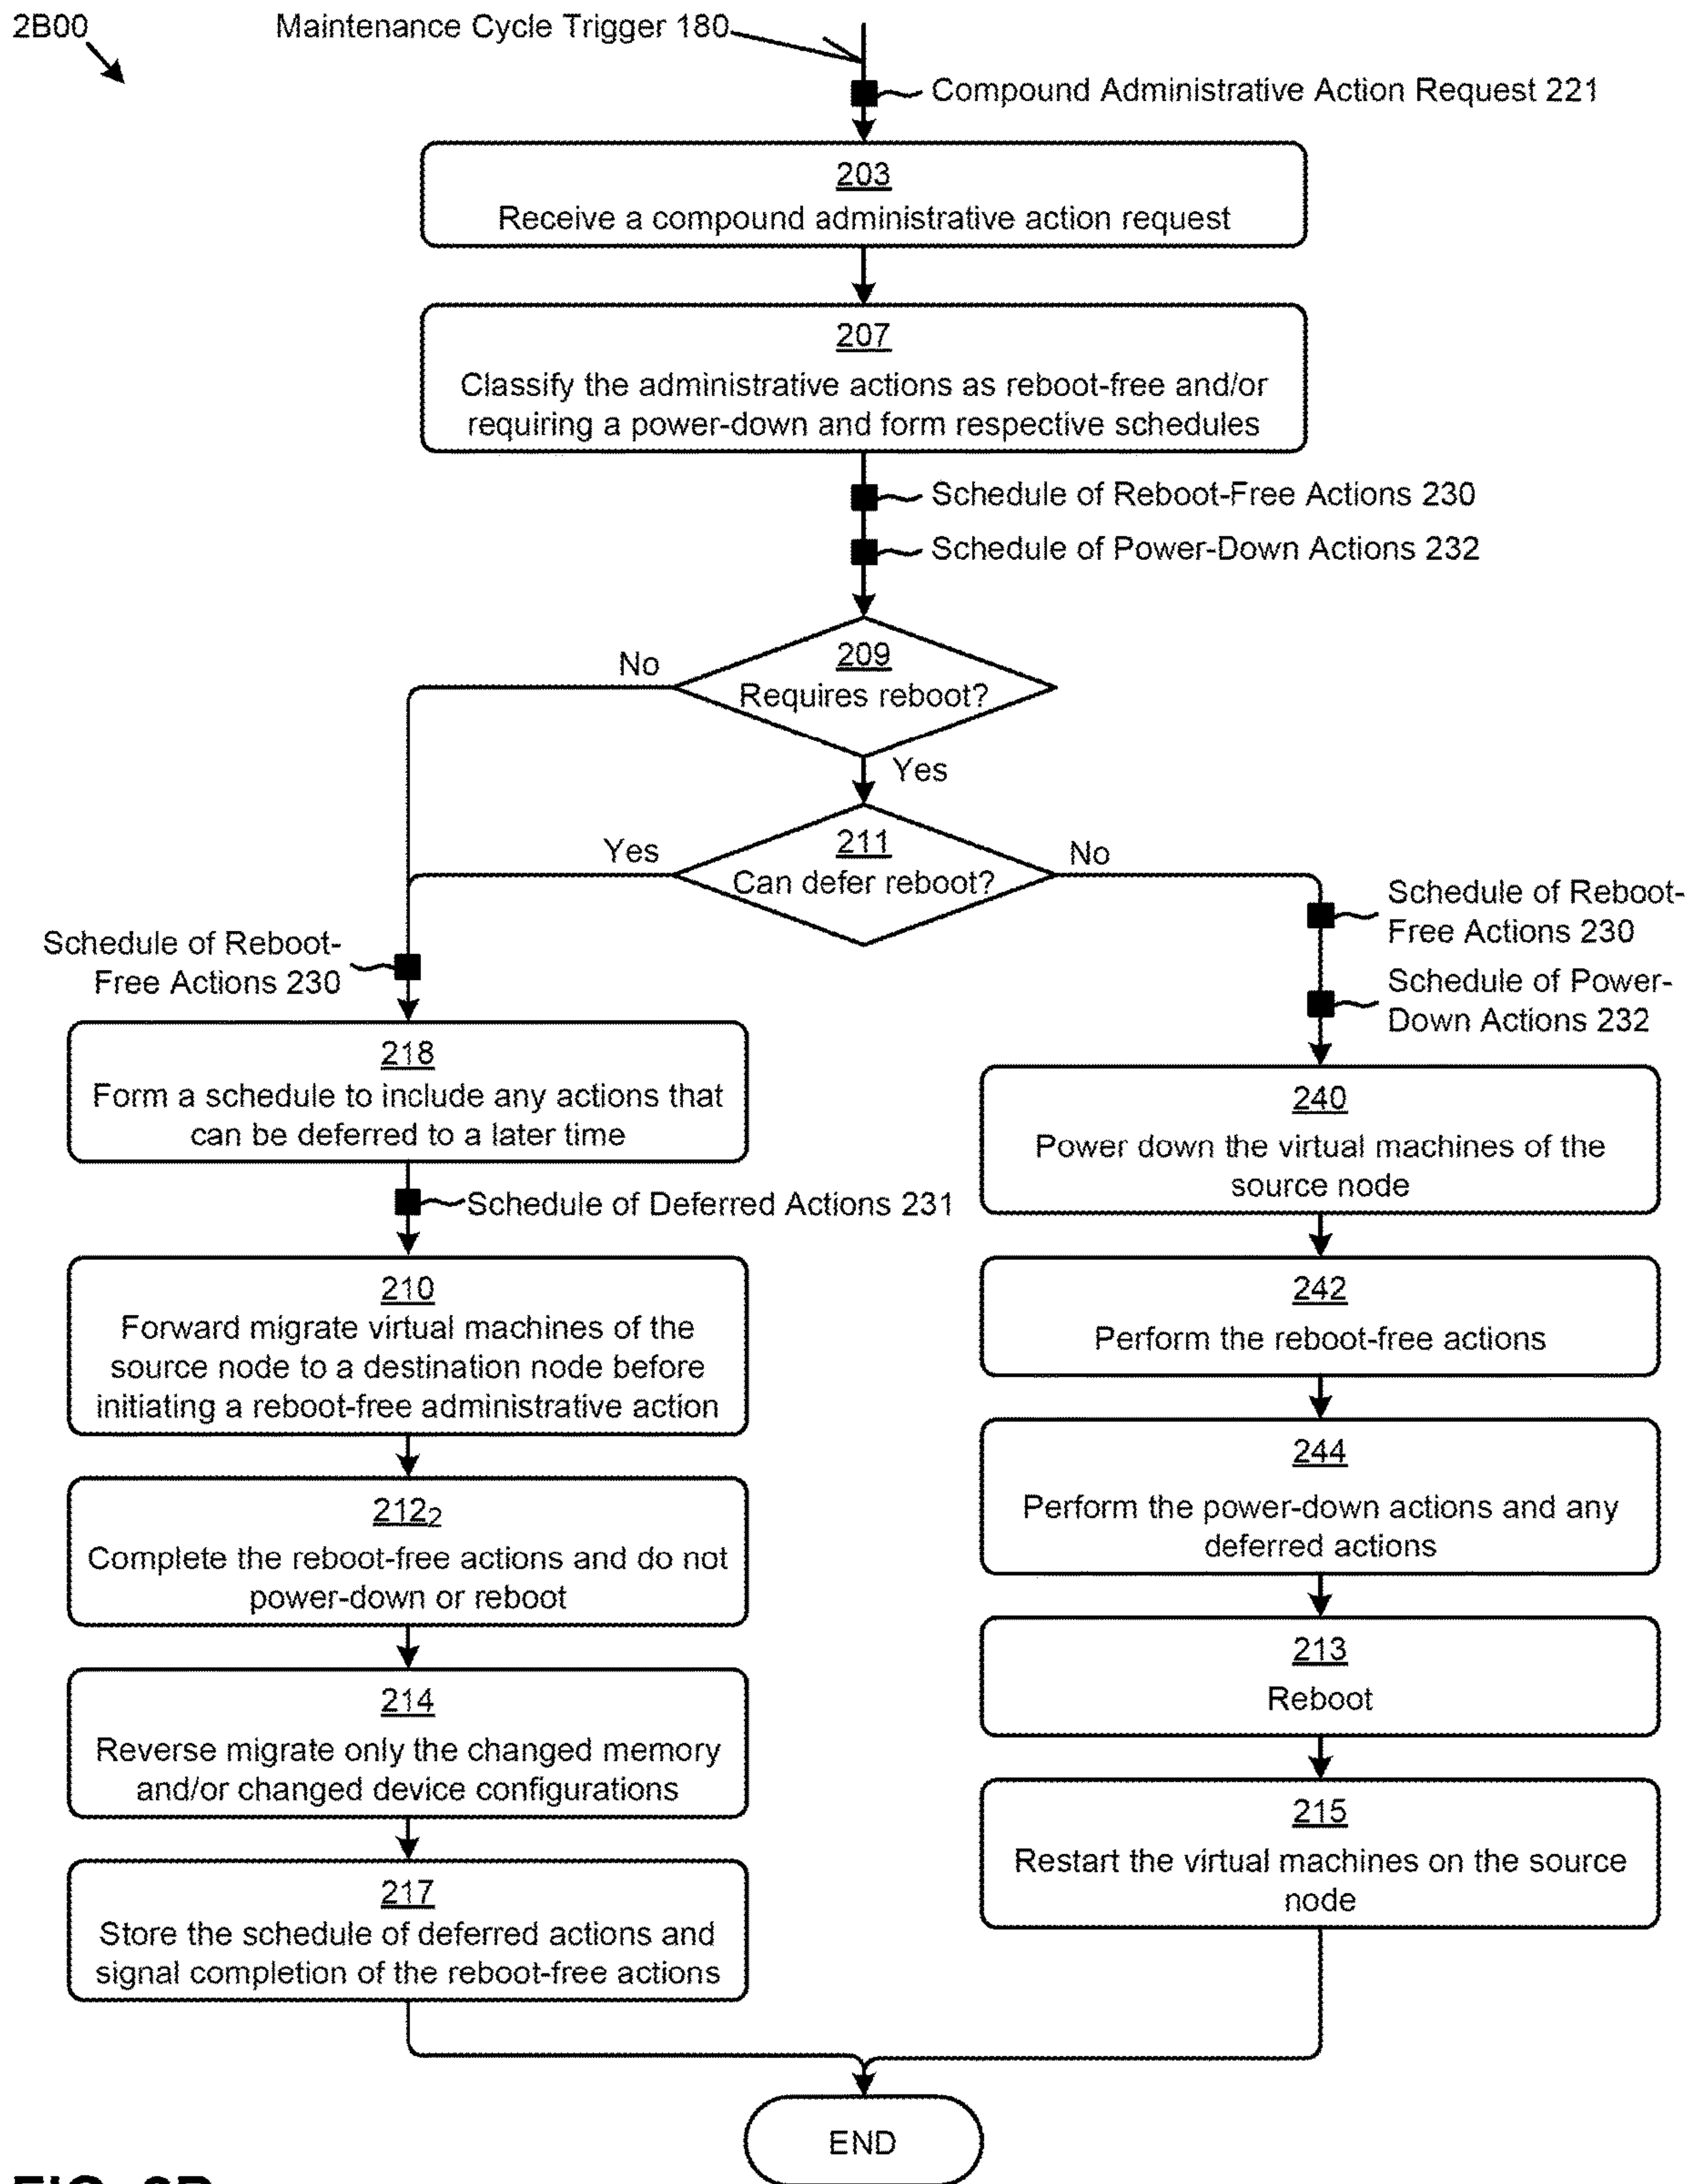 2B00
Maintenance Cycle Trigger 180
Compound Administrative Action Request 221
203
Receive a compound administrative action request
207
Classify the administrative actions as reboot-free and/or
requiring a power-down and form respective schedules
Schedule of Reboot-Free Actions 230
Schedule of Power-Down Actions 232
209
Requires reboot?
No
Yes
211
Can defer reboot?
Yes
No
Schedule of Reboot-
Free Actions 230
Schedule of Reboot-
Free Actions 230
Schedule of Power-
Down Actions 232
218
Form a schedule to include any actions that
can be deferred to a later time
Schedule of Deferred Actions 231
210
Forward migrate virtual machines of the
source node to a destination node before
initiating a reboot-free administrative action
212₂
Complete the reboot-free actions and do not
power-down or reboot
214
Reverse migrate only the changed memory
and/or changed device configurations
217
Store the schedule of deferred actions and
signal completion of the reboot-free actions
240
Power down the virtual machines of the
source node
242
Perform the reboot-free actions
244
Perform the power-down actions and any
deferred actions
213
Reboot
215
Restart the virtual machines on the source
node
END